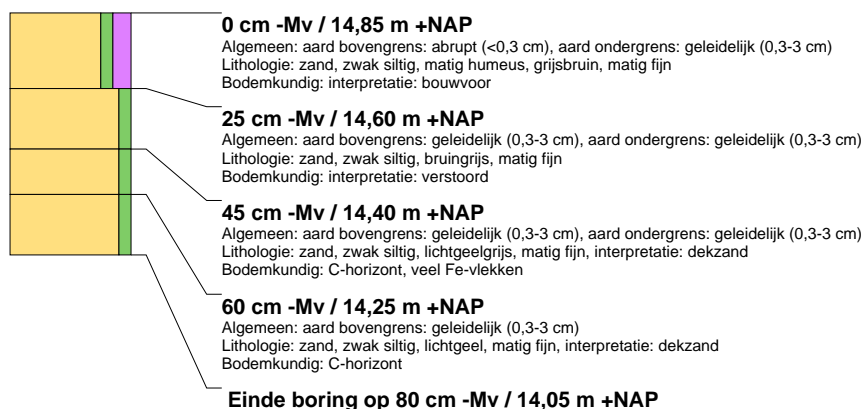 0 cm -Mv / 14,85 m +NAP
Algemeen: aard bovengrens: abrupt (<0,3 cm), aard ondergrens: geleidelijk (0,3-3 cm)
Lithologie: zand, zwak siltig, matig humeus, grijsbruin, matig fijn
Bodemkundig: interpretatie: bouwvoor
25 cm -Mv / 14,60 m +NAP
Algemeen: aard bovengrens: geleidelijk (0,3-3 cm), aard ondergrens: geleidelijk (0,3-3 cm)
Lithologie: zand, zwak siltig, bruingrijs, matig fijn
Bodemkundig: interpretatie: verstoord
45 cm -Mv / 14,40 m +NAP
Algemeen: aard bovengrens: geleidelijk (0,3-3 cm), aard ondergrens: geleidelijk (0,3-3 cm)
Lithologie: zand, zwak siltig, lichtgeelgrijs, matig fijn, interpretatie: dekzand
Bodemkundig: C-horizont, veel Fe-vlekken
60 cm -Mv / 14,25 m +NAP
Algemeen: aard bovengrens: geleidelijk (0,3-3 cm)
Lithologie: zand, zwak siltig, lichtgeel, matig fijn, interpretatie: dekzand
Bodemkundig: C-horizont
Einde boring op 80 cm -Mv / 14,05 m +NAP